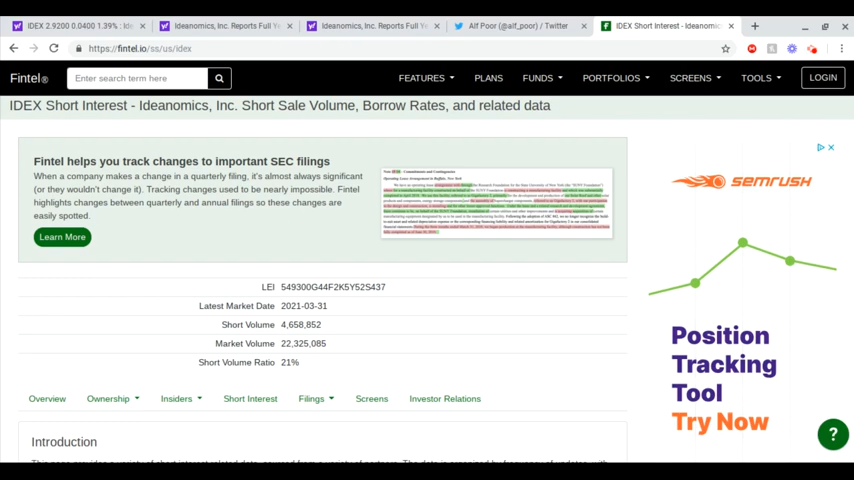 IDEX 2.9200 0.0400 1.39% : Ide
Ideanomics, Inc. Reports Full Ye
Ideanomics, Inc. Reports Full Ye
Alf Poor (@alf_poor) / Twitter
IDEX Short Interest - Ideanomic
https://fintel.io/ss/us/idex
Fintel®
Enter search term here
FEATURES
PLANS
FUNDS
PORTFOLIOS
SCREENS
TOOLS
LOGIN
IDEX Short Interest - Ideanomics, Inc. Short Sale Volume, Borrow Rates, and related data
Fintel helps you track changes to important SEC filings
When a company makes a change in a quarterly filing, it's almost always significant
(or they wouldn't change it). Tracking changes used to be nearly impossible. Fintel
highlights changes between quarterly and annual filings so these changes are
easily spotted.
Learn More
LEI 549300G44F2K5Y52S437
Latest Market Date 2021-03-31
Short Volume 4,658,852
Market Volume 22,325,085
Short Volume Ratio 21%
Overview
Ownership
Insiders
Short Interest
Filings
Screens
Investor Relations
Introduction
semrush
Position
Tracking
Tool
Try Now
?